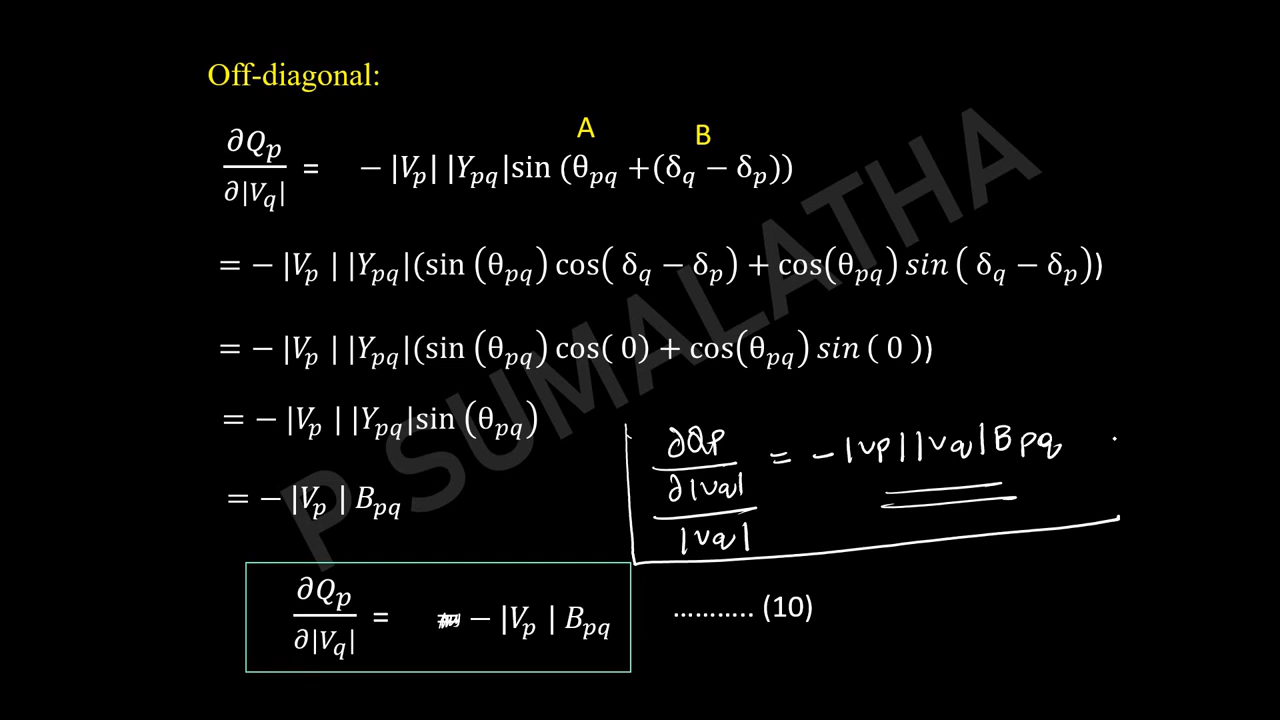 Off-diagonal:
A B
∂Q_p / ∂|V_q| = − |V_p| |Y_pq|sin (θ_pq +(δ_q − δ_p))
= − |V_p | |Y_pq|(sin (θ_pq) cos( δ_q − δ_p) + cos(θ_pq) sin ( δ_q − δ_p))
= − |V_p | |Y_pq|(sin (θ_pq) cos( 0) + cos(θ_pq) sin ( 0 ))
= − |V_p | |Y_pq|sin (θ_pq)
= − |V_p | B_pq
∂Qp / ∂|Vq| / |Vq| = − |Vp| |Vq| Bpq
∂Q_p / ∂|V_q| = − |V_p | B_pq ........... (10)
P SUMALATHA